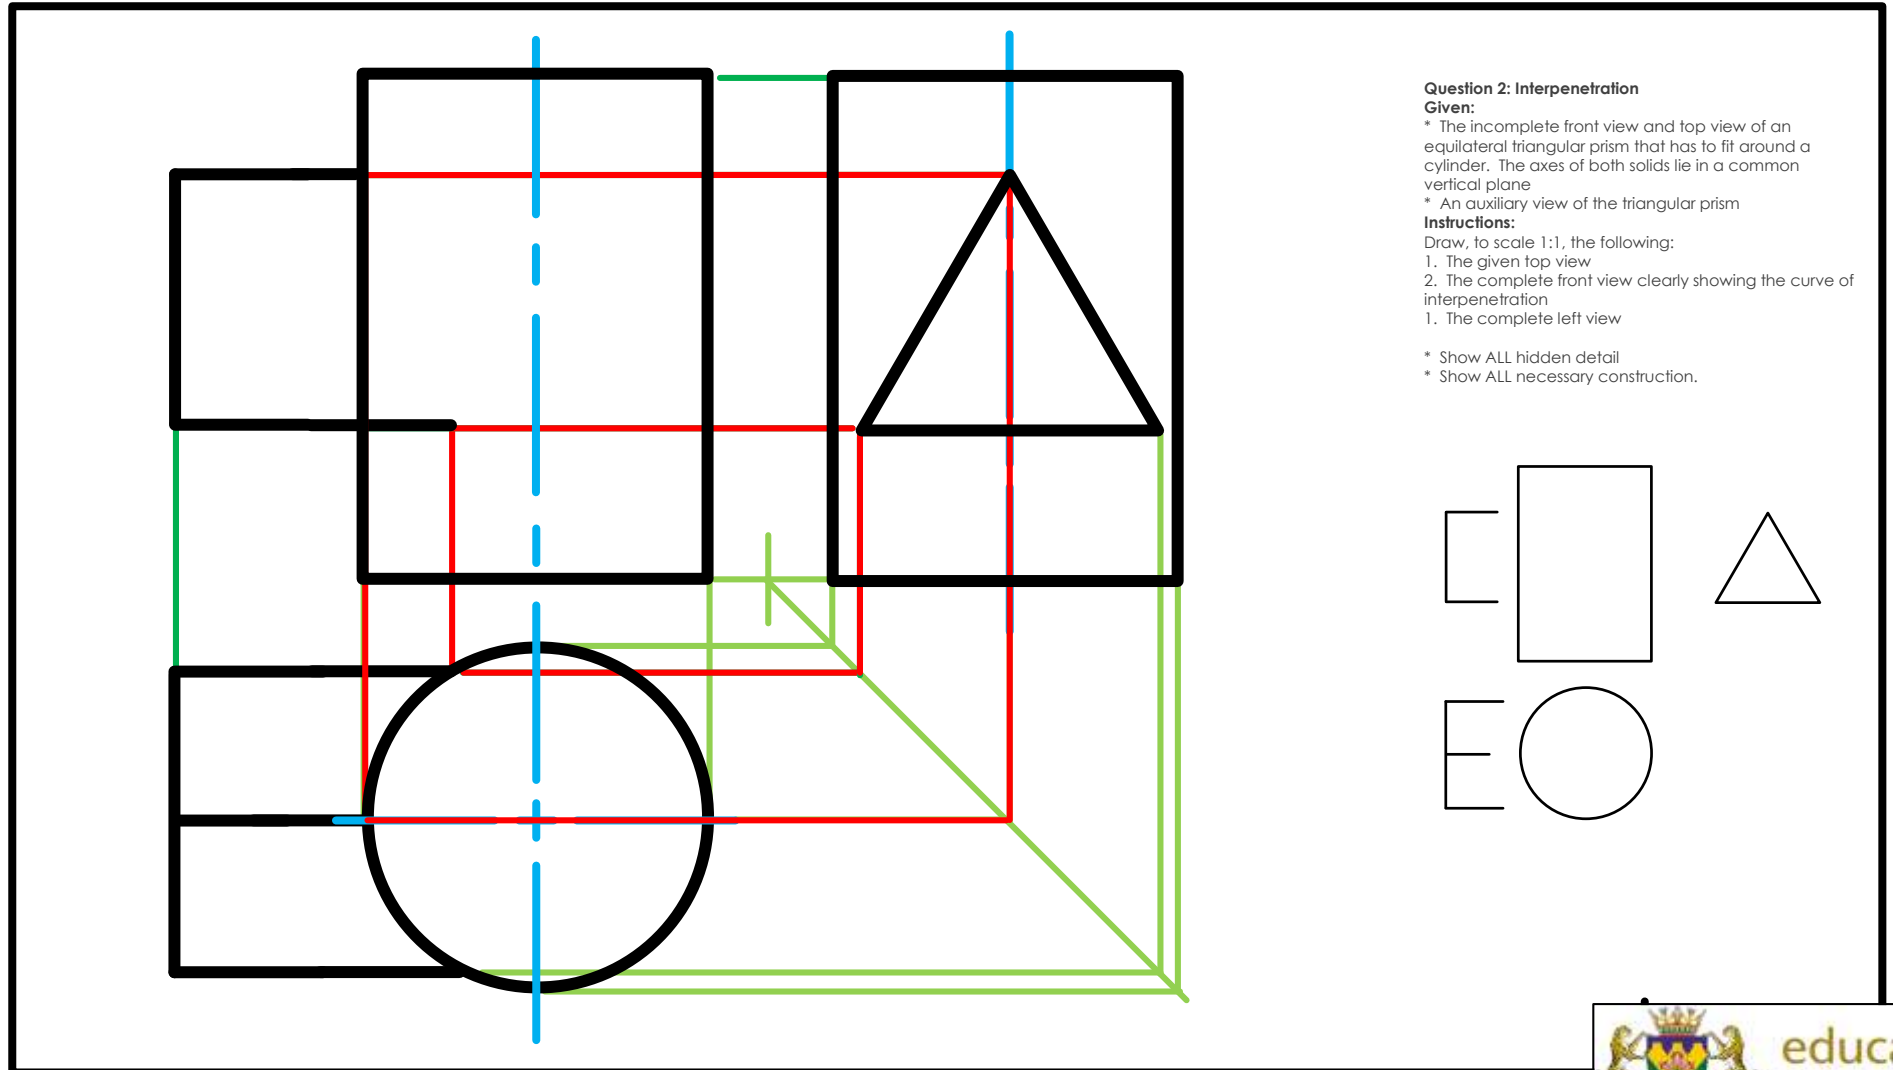 Question 2: Interpenetration
Given:
* The incomplete front view and top view of an
equilateral triangular prism that has to fit around a
cylinder. The axes of both solids lie in a common
vertical plane
* An auxiliary view of the triangular prism
Instructions:
Draw, to scale 1:1, the following:
1. The given top view
2. The complete front view clearly showing the curve of
interpenetration
1. The complete left view
* Show ALL hidden detail
* Show ALL necessary construction.